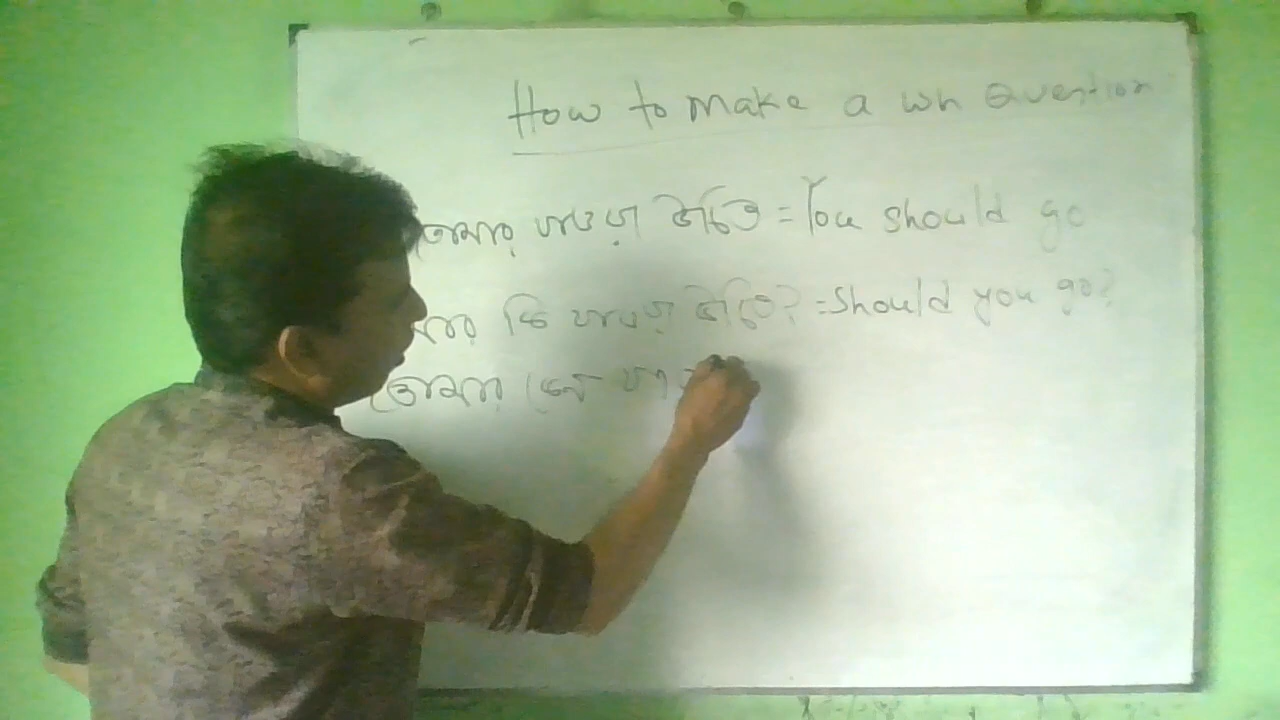 How to make a wh Question
তোমার যাওয়া উচিত = You should go
মার কি যাওয়া উচিত? = Should you go?
তোমার কেন যাও